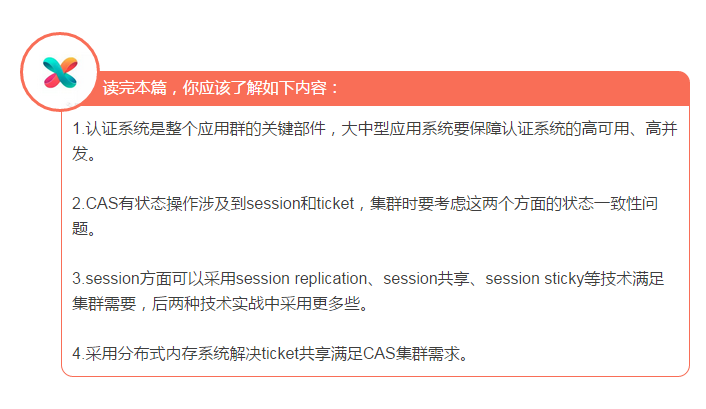 读完本篇，你应该了解如下内容：
1.认证系统是整个应用群的关键部件，大中型应用系统要保障认证系统的高可用、高并
发。
2.CAS有状态操作涉及到session和ticket，集群时要考虑这两个方面的状态一致性问
题。
3.session方面可以采用session replication、session共享、session sticky等技术满足
集群需要，后两种技术实战中采用更多些。
4.采用分布式内存系统解决ticket共享满足CAS集群需求。